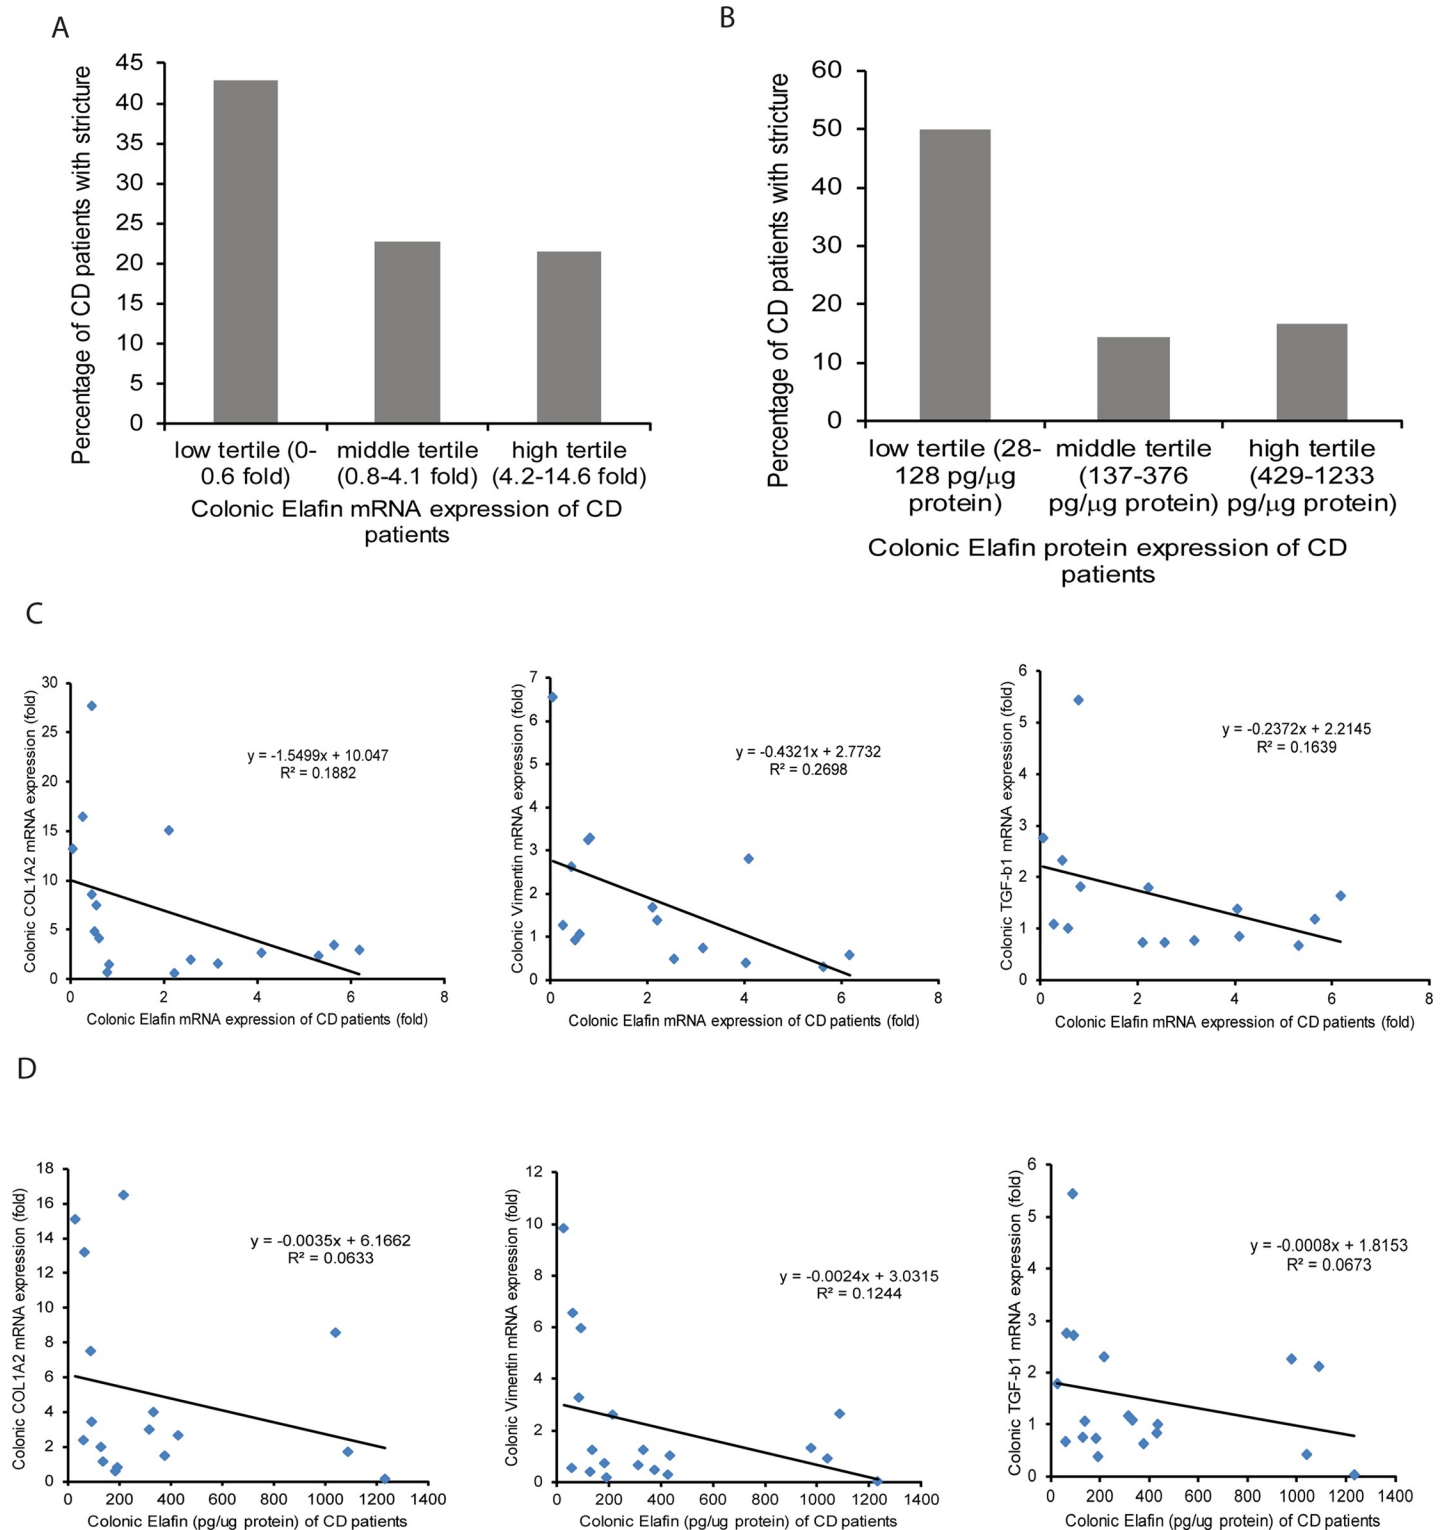 A
Percentage of CD patients with stricture
45
40
35
30
25
20
15
10
5
0
low tertile (0-
0.6 fold)
middle tertile
(0.8-4.1 fold)
high tertile
(4.2-14.6 fold)
Colonic Elafin mRNA expression of CD
patients
B
Percentage of CD patients with stricture
60
50
40
30
20
10
0
low tertile (28-
128 pg/µg
protein)
middle tertile
(137-376
pg/µg protein)
high tertile
(429-1233
pg/µg protein)
Colonic Elafin protein expression of CD
patients
C
Colonic COL1A2 mRNA expression (fold)
30
25
20
15
10
5
0
y = -1.5499x + 10.047
R² = 0.1882
0 2 4 6 8
Colonic Elafin mRNA expression of CD patients (fold)
Colonic Vimentin mRNA expression (fold)
7
6
5
4
3
2
1
0
y = -0.4321x + 2.7732
R² = 0.2698
0 2 4 6 8
Colonic Elafin mRNA expression of CD patients (fold)
Colonic TGF-b1 mRNA expression (fold)
6
5
4
3
2
1
0
y = -0.2372x + 2.2145
R² = 0.1639
0 2 4 6 8
Colonic Elafin mRNA expression of CD patients (fold)
D
Colonic COL1A2 mRNA expression (fold)
18
16
14
12
10
8
6
4
2
0
y = -0.0035x + 6.1662
R² = 0.0633
0 200 400 600 800 1000 1200 1400
Colonic Elafin (pg/ug protein) of CD patients
Colonic Vimentin mRNA expression (fold)
12
10
8
6
4
2
0
y = -0.0024x + 3.0315
R² = 0.1244
0 200 400 600 800 1000 1200 1400
Colonic Elafin (pg/ug protein) of CD patients
Colonic TGF-b1 mRNA expression (fold)
6
5
4
3
2
1
0
y = -0.0008x + 1.8153
R² = 0.0673
0 200 400 600 800 1000 1200 1400
Colonic Elafin (pg/ug protein) of CD patients